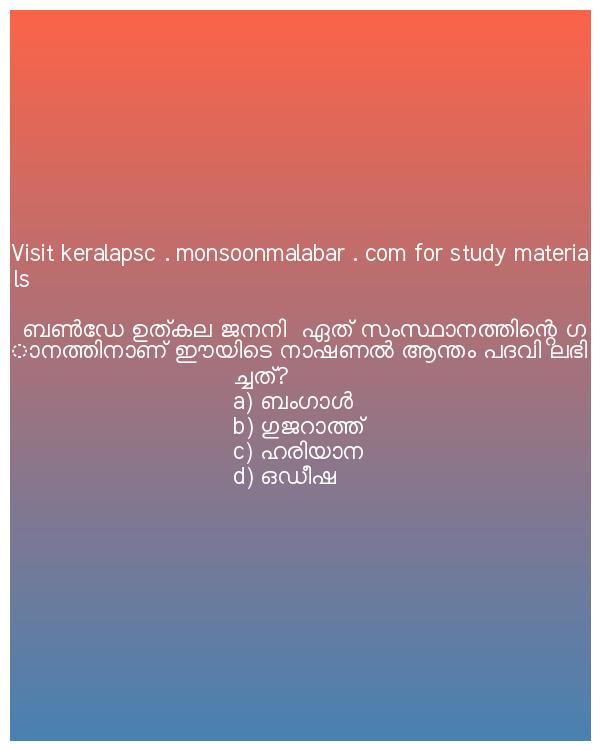 Visit keralapsc . monsoonmalabar . com for study materia
ls
ബൺഡേ ഉത്കല ജനനി  ഏത് സംസ്ഥാനത്തിന്റെ ഗ
ാനത്തിനാണ് ഈയിടെ നാഷണൽ ആന്തം പദവി ലഭി
ച്ചത്?
a) ബംഗാൾ
b) ഗുജറാത്ത്
c) ഹരിയാന
d) ഒഡീഷ